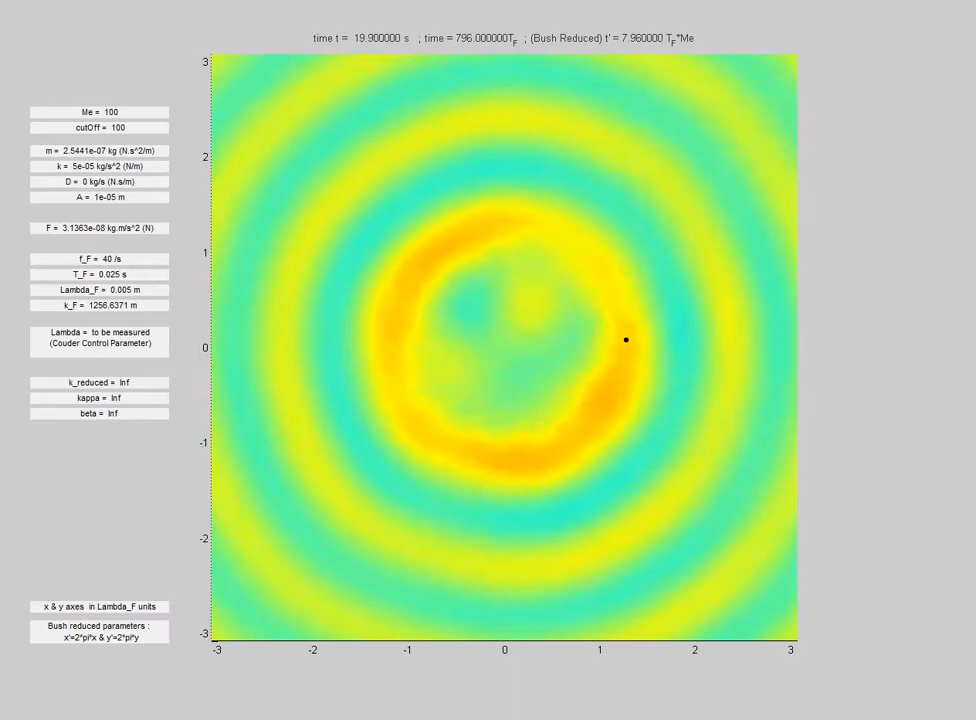 time t =  19.900000 s   ; time = 796.000000T_F  ; (Bush Reduced) t' = 7.960000 T_F*Me
Me =  100
cutOff =  100
m =  2.5441e-07 kg (N.s^2/m)
k =  5e-05 kg/s^2 (N/m)
D =  0 kg/s (N.s/m)
A =  1e-05 m
F =  3.1363e-08 kg.m/s^2 (N)
f_F =  40 /s
T_F =  0.025 s
Lambda_F =  0.005 m
k_F =  1256.6371 m
Lambda =  to be measured
(Couder Control Parameter)
k_reduced =  Inf
kappa =  Inf
beta =  Inf
x & y axes  in Lambda_F units
Bush reduced parameters :
x'=2*pi*x & y'=2*pi*y
3
2
1
0
-1
-2
-3
-3 -2 -1 0 1 2 3